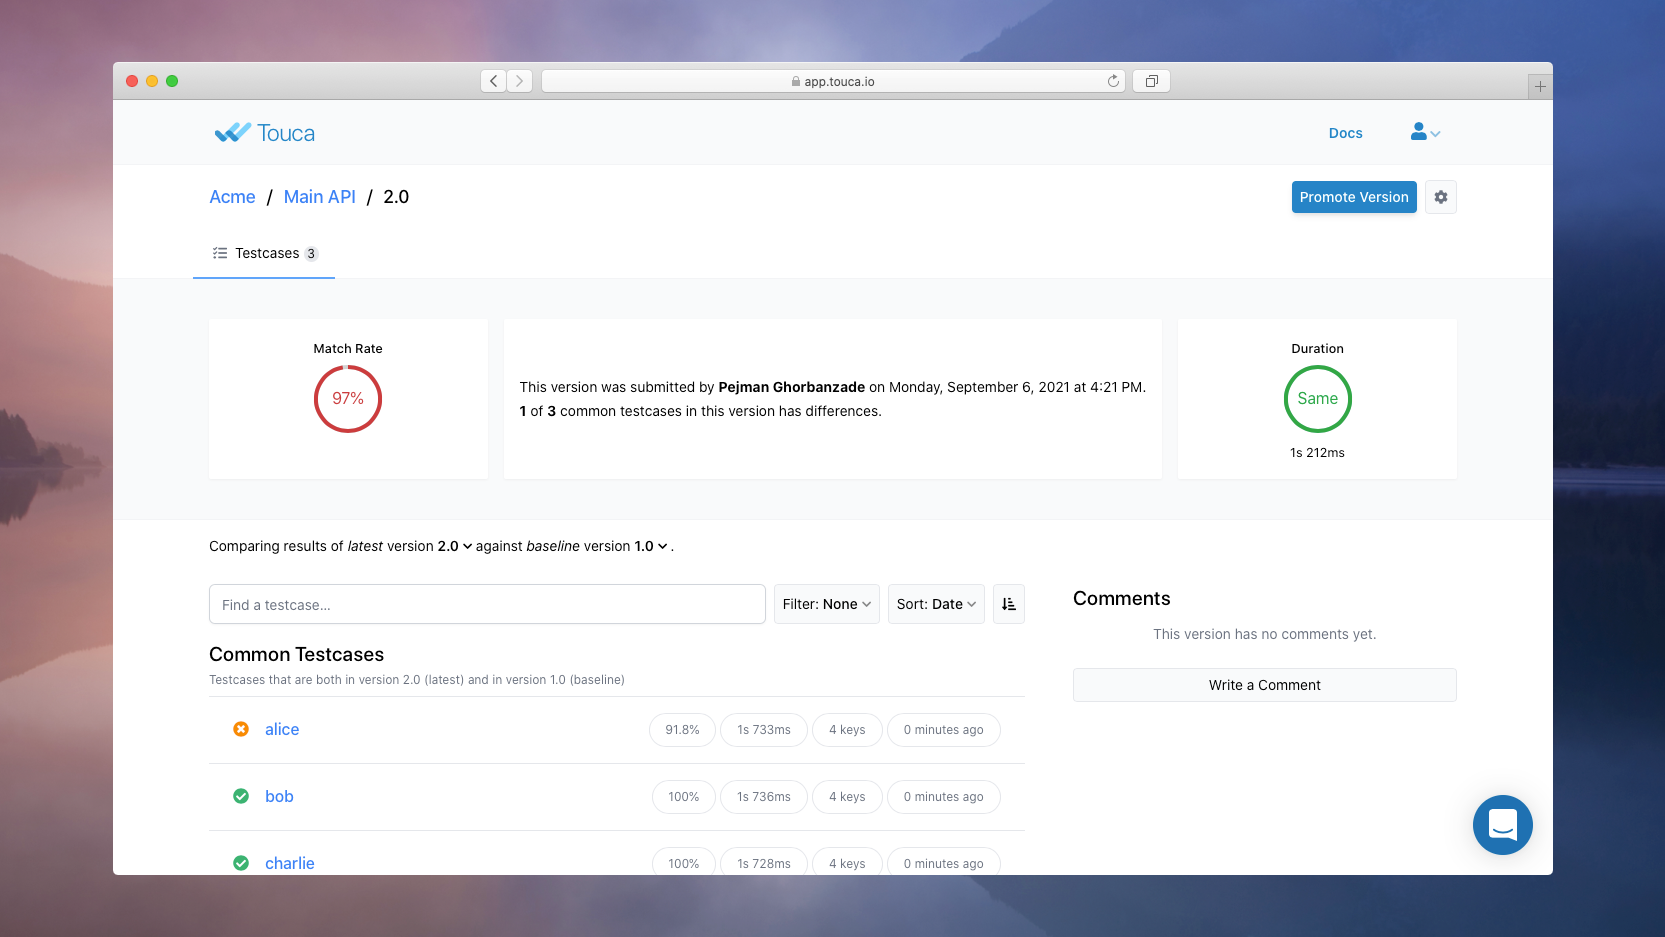 app.touca.io
Touca
Docs
Acme / Main API / 2.0
Promote Version
Testcases 3
Match Rate
97%
This version was submitted by Pejman Ghorbanzade on Monday, September 6, 2021 at 4:21 PM.
1 of 3 common testcases in this version has differences.
Duration
Same
1s 212ms
Comparing results of latest version 2.0 against baseline version 1.0 .
Find a testcase...
Filter: None
Sort: Date
Common Testcases
Testcases that are both in version 2.0 (latest) and in version 1.0 (baseline)
alice 91.8% 1s 733ms 4 keys 0 minutes ago
bob 100% 1s 736ms 4 keys 0 minutes ago
charlie 100% 1s 728ms 4 keys 0 minutes ago
Comments
This version has no comments yet.
Write a Comment